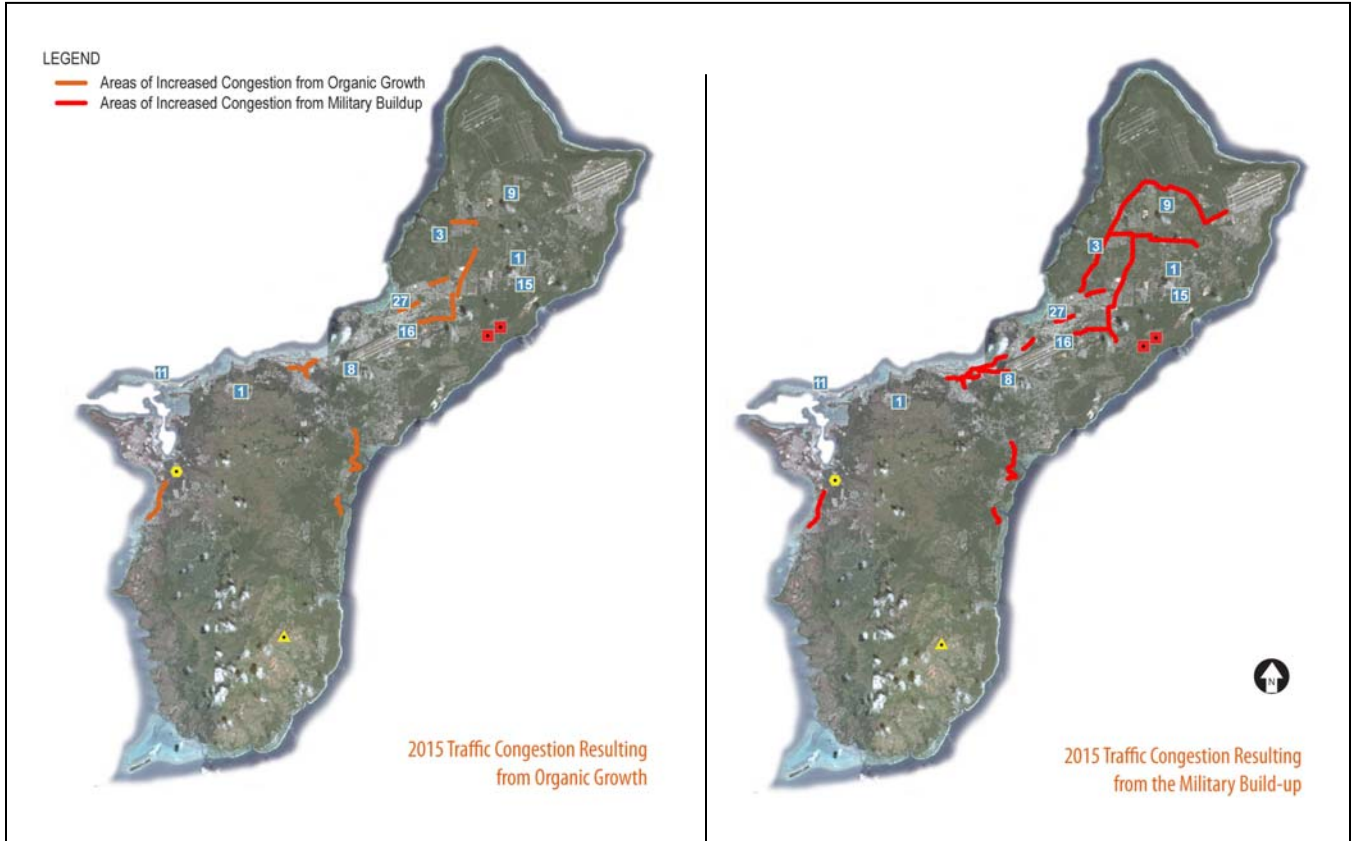 LEGEND
Areas of Increased Congestion from Organic Growth
Areas of Increased Congestion from Military Buildup
9
3
1
15
27
16
8
11
1
2015 Traffic Congestion Resulting
from Organic Growth
9
3
1
15
27
16
8
11
1
N
2015 Traffic Congestion Resulting
from the Military Build-up